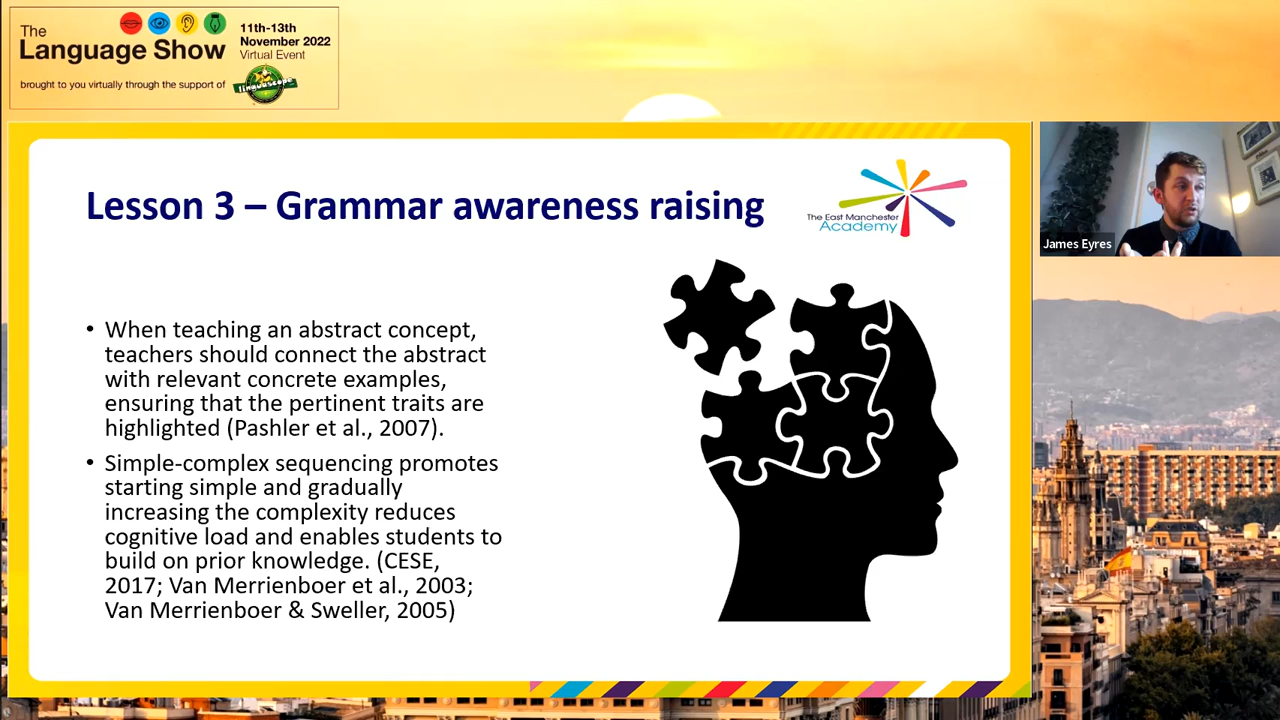 The
Language Show
11th-13th
November 2022
Virtual Event
brought to you virtually through the support of
linguascope
Lesson 3 – Grammar awareness raising
The East Manchester
Academy
James Eyres
• When teaching an abstract concept,
teachers should connect the abstract
with relevant concrete examples,
ensuring that the pertinent traits are
highlighted (Pashler et al., 2007).
• Simple-complex sequencing promotes
starting simple and gradually
increasing the complexity reduces
cognitive load and enables students to
build on prior knowledge. (CESE,
2017; Van Merrienboer et al., 2003;
Van Merrienboer & Sweller, 2005)